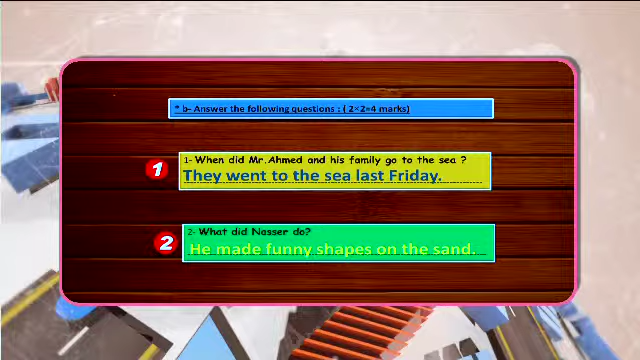 * b- Answer the following questions : ( 2×2=4 marks)
1
1- When did Mr.Ahmed and his family go to the sea ?
They went to the sea last Friday.
2
2- What did Nasser do?
He made funny shapes on the sand.